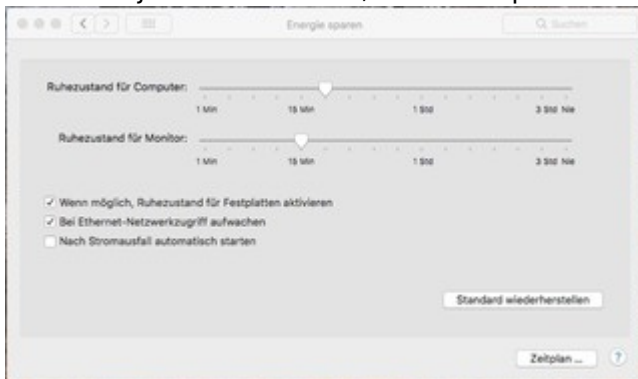 Energie sparen
Suchen
Ruhezustand für Computer:
1 Min 15 Min 1 Std 3 Std Nie
Ruhezustand für Monitor:
1 Min 15 Min 1 Std 3 Std Nie
Wenn möglich, Ruhezustand für Festplatten aktivieren
Bei Ethernet-Netzwerkzugriff aufwachen
Nach Stromausfall automatisch starten
Standard wiederherstellen
Zeitplan ... ?